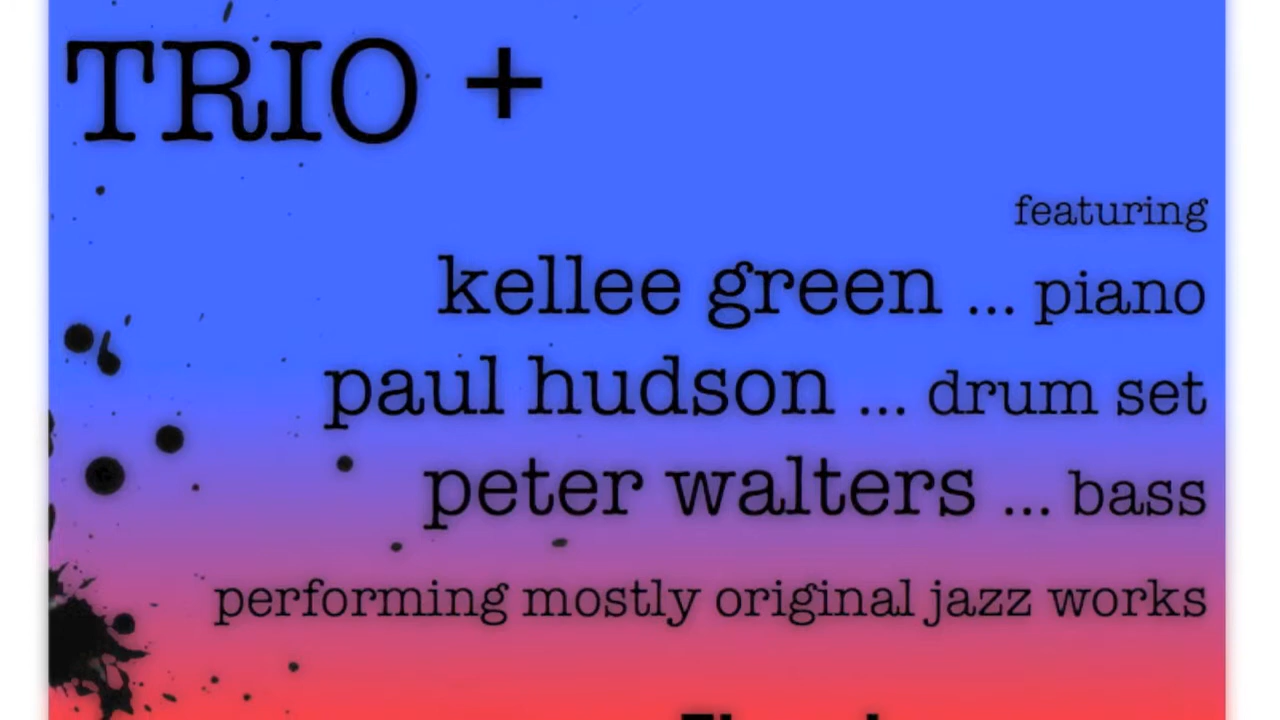 TRIO +
featuring
kellee green ... piano
paul hudson ... drum set
peter walters ... bass
performing mostly original jazz works